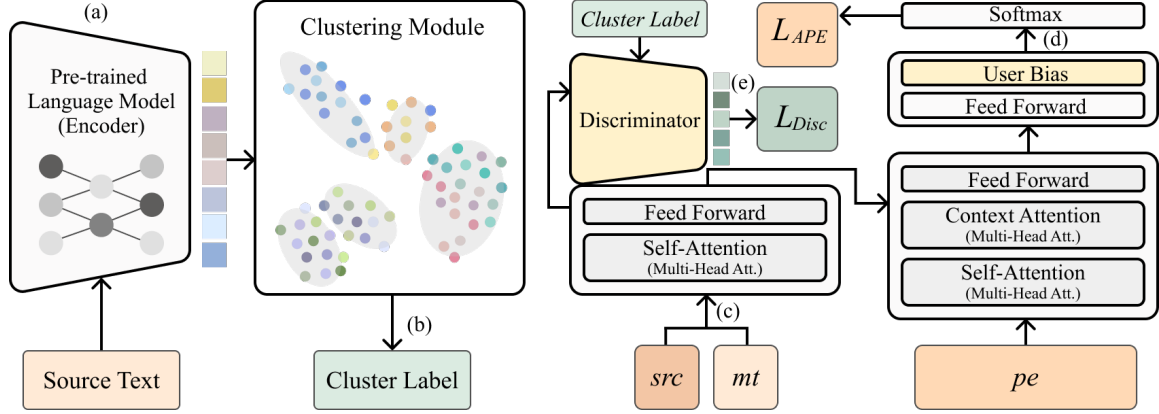 (a)
Pre-trained
Language Model
(Encoder)
Source Text
Clustering Module
(b)
Cluster Label
Cluster Label
Discriminator
(e)
L_Disc
Feed Forward
Self-Attention
(Multi-Head Att.)
(c)
src
mt
L_APE
Softmax
(d)
User Bias
Feed Forward
Feed Forward
Context Attention
(Multi-Head Att.)
Self-Attention
(Multi-Head Att.)
pe